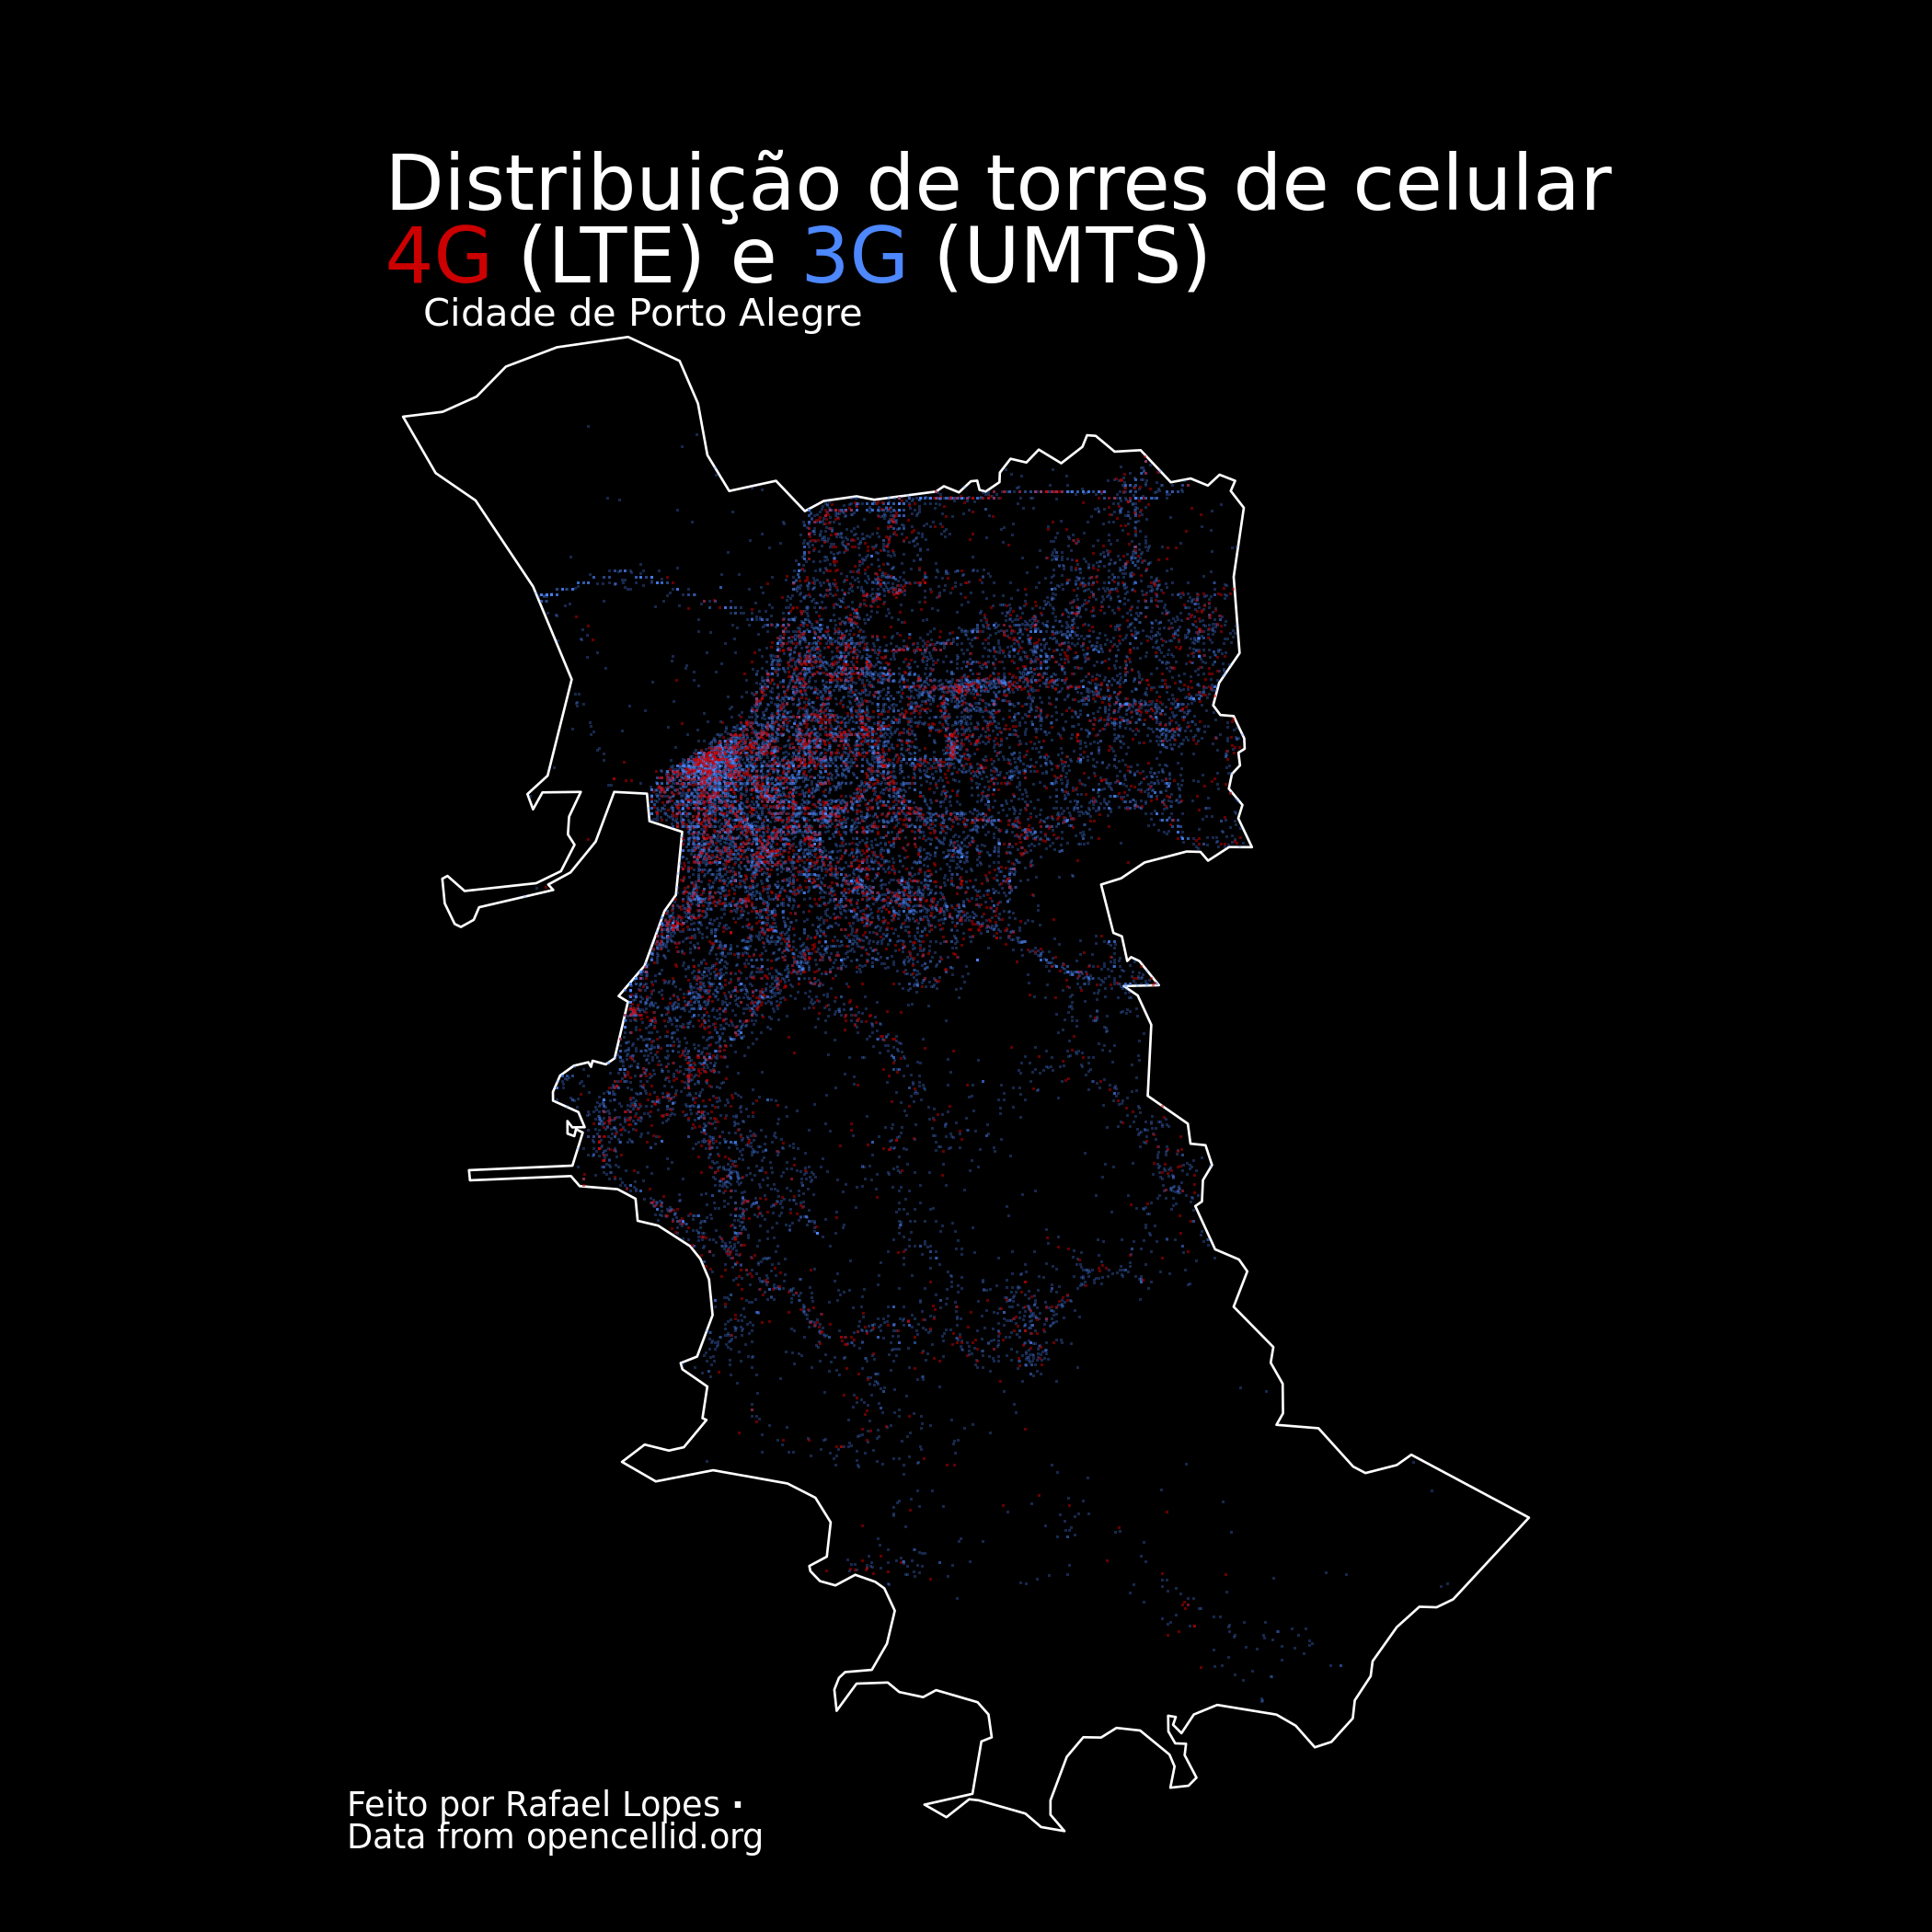 Distribuição de torres de celular
4G (LTE) e 3G (UMTS)
Cidade de Porto Alegre
Feito por Rafael Lopes ·
Data from opencellid.org